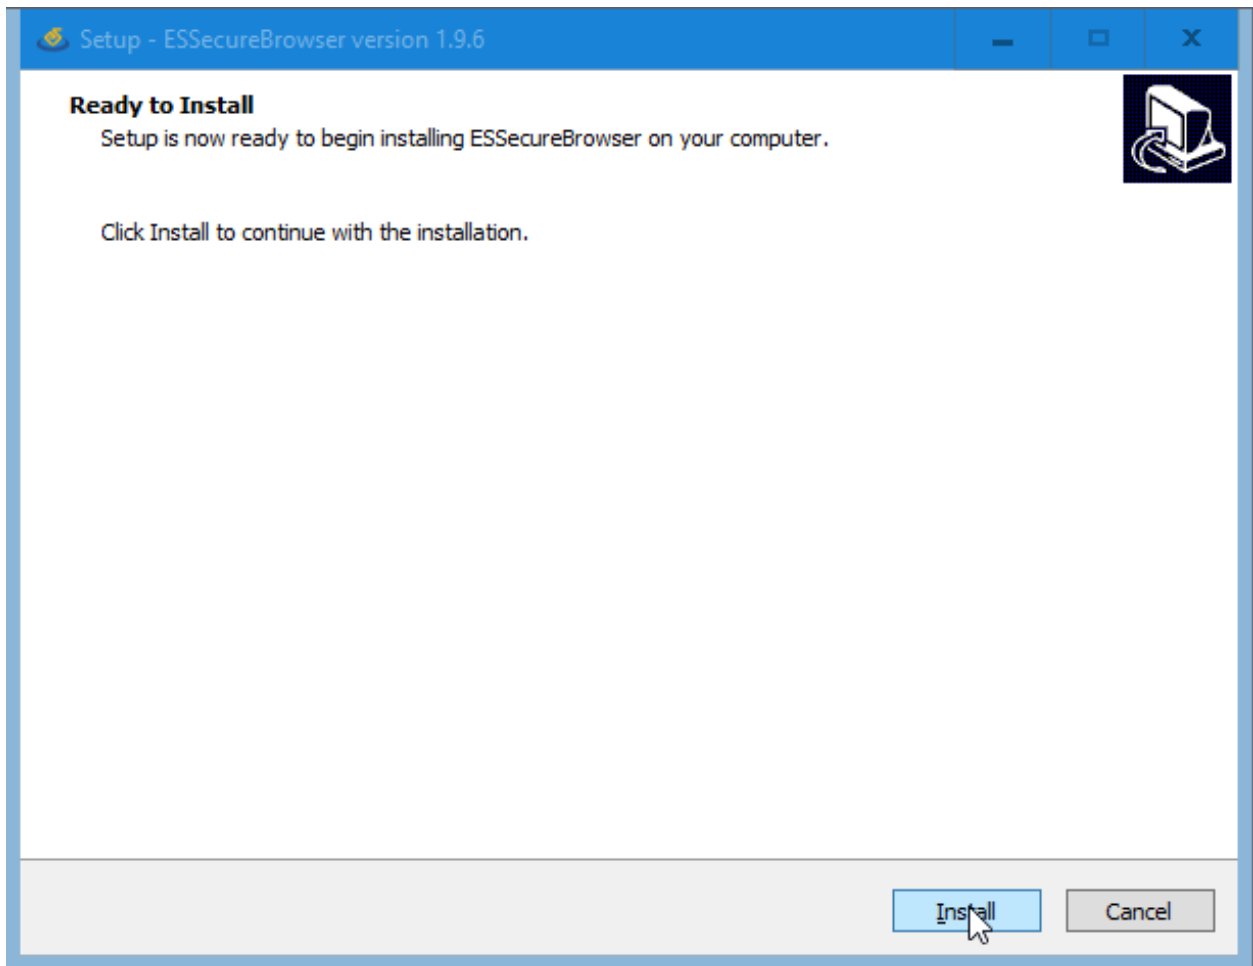 Setup - ESSecureBrowser version 1.9.6
Ready to Install
Setup is now ready to begin installing ESSecureBrowser on your computer.
Click Install to continue with the installation.
Install
Cancel